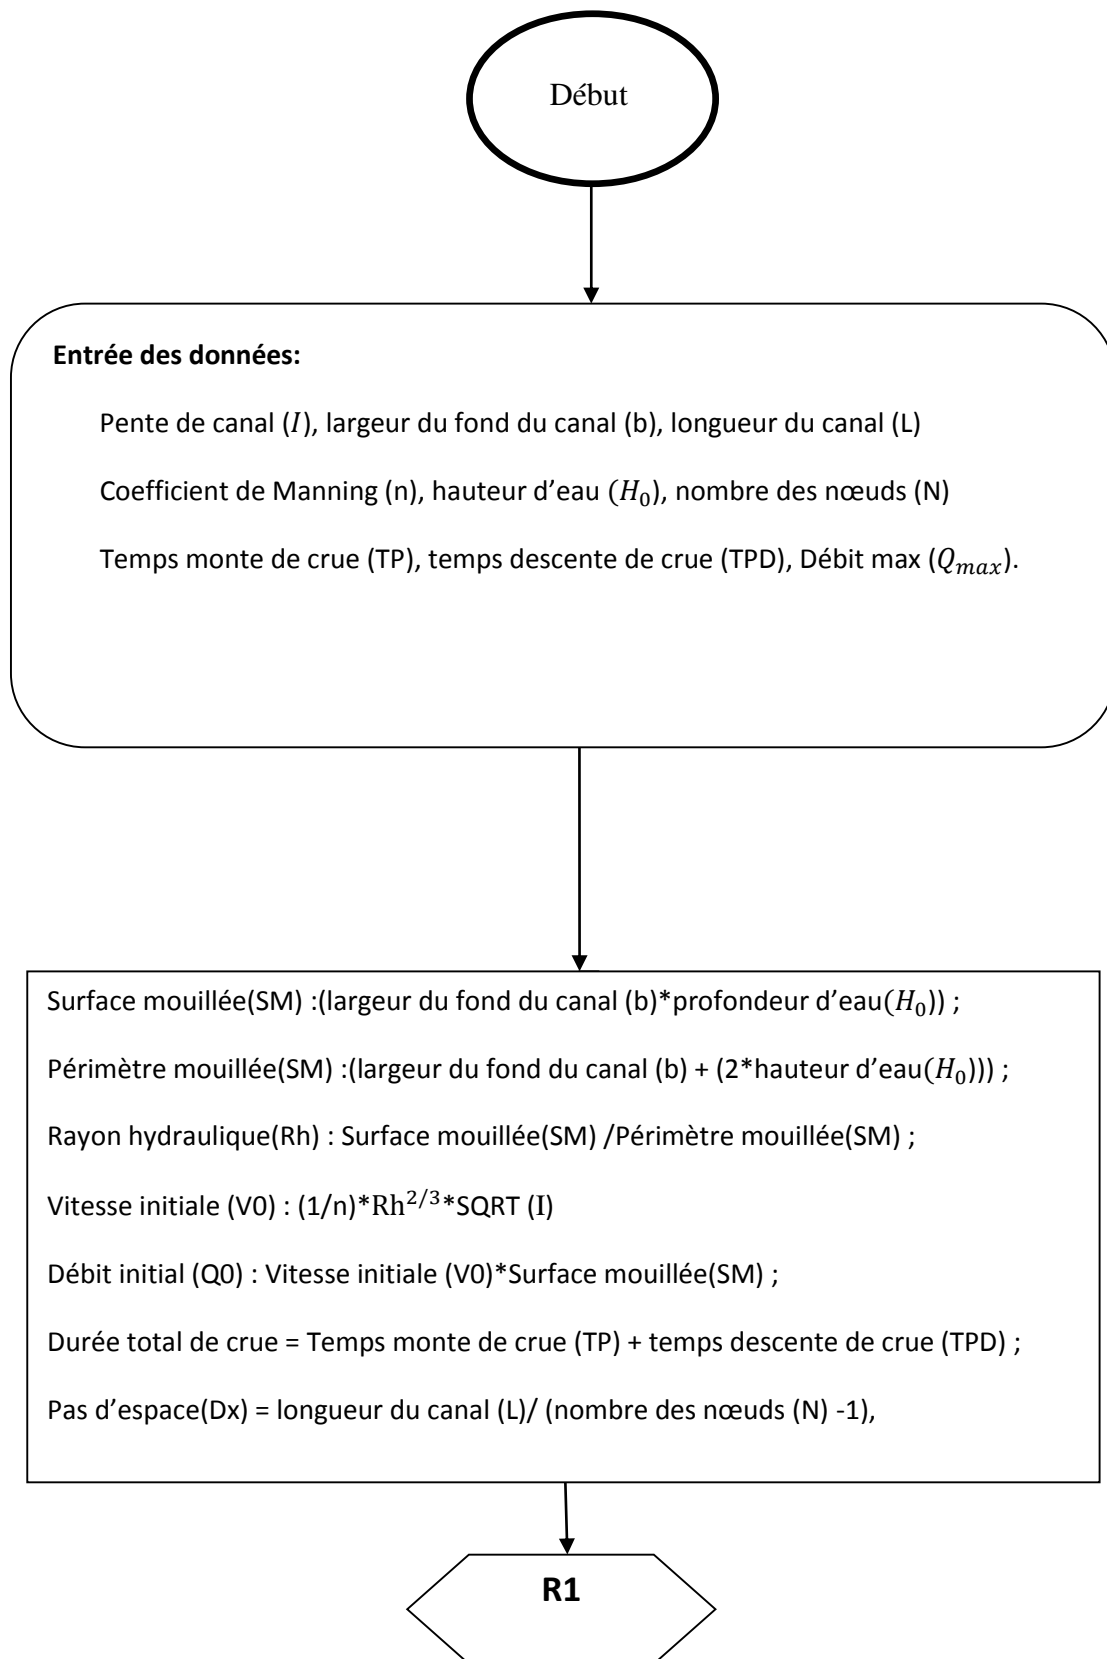 Début
Entrée des données:
Pente de canal (I), largeur du fond du canal (b), longueur du canal (L)
Coefficient de Manning (n), hauteur d’eau (H₀), nombre des nœuds (N)
Temps monte de crue (TP), temps descente de crue (TPD), Débit max (Qₘₐₓ).
Surface mouillée(SM) :(largeur du fond du canal (b)*profondeur d’eau(H₀)) ;
Périmètre mouillée(SM) :(largeur du fond du canal (b) + (2*hauteur d’eau(H₀))) ;
Rayon hydraulique(Rh) : Surface mouillée(SM) /Périmètre mouillée(SM) ;
Vitesse initiale (V0) : (1/n)*Rh^2/3*SQRT (I)
Débit initial (Q0) : Vitesse initiale (V0)*Surface mouillée(SM) ;
Durée total de crue = Temps monte de crue (TP) + temps descente de crue (TPD) ;
Pas d’espace(Dx) = longueur du canal (L)/ (nombre des nœuds (N) -1),
R1